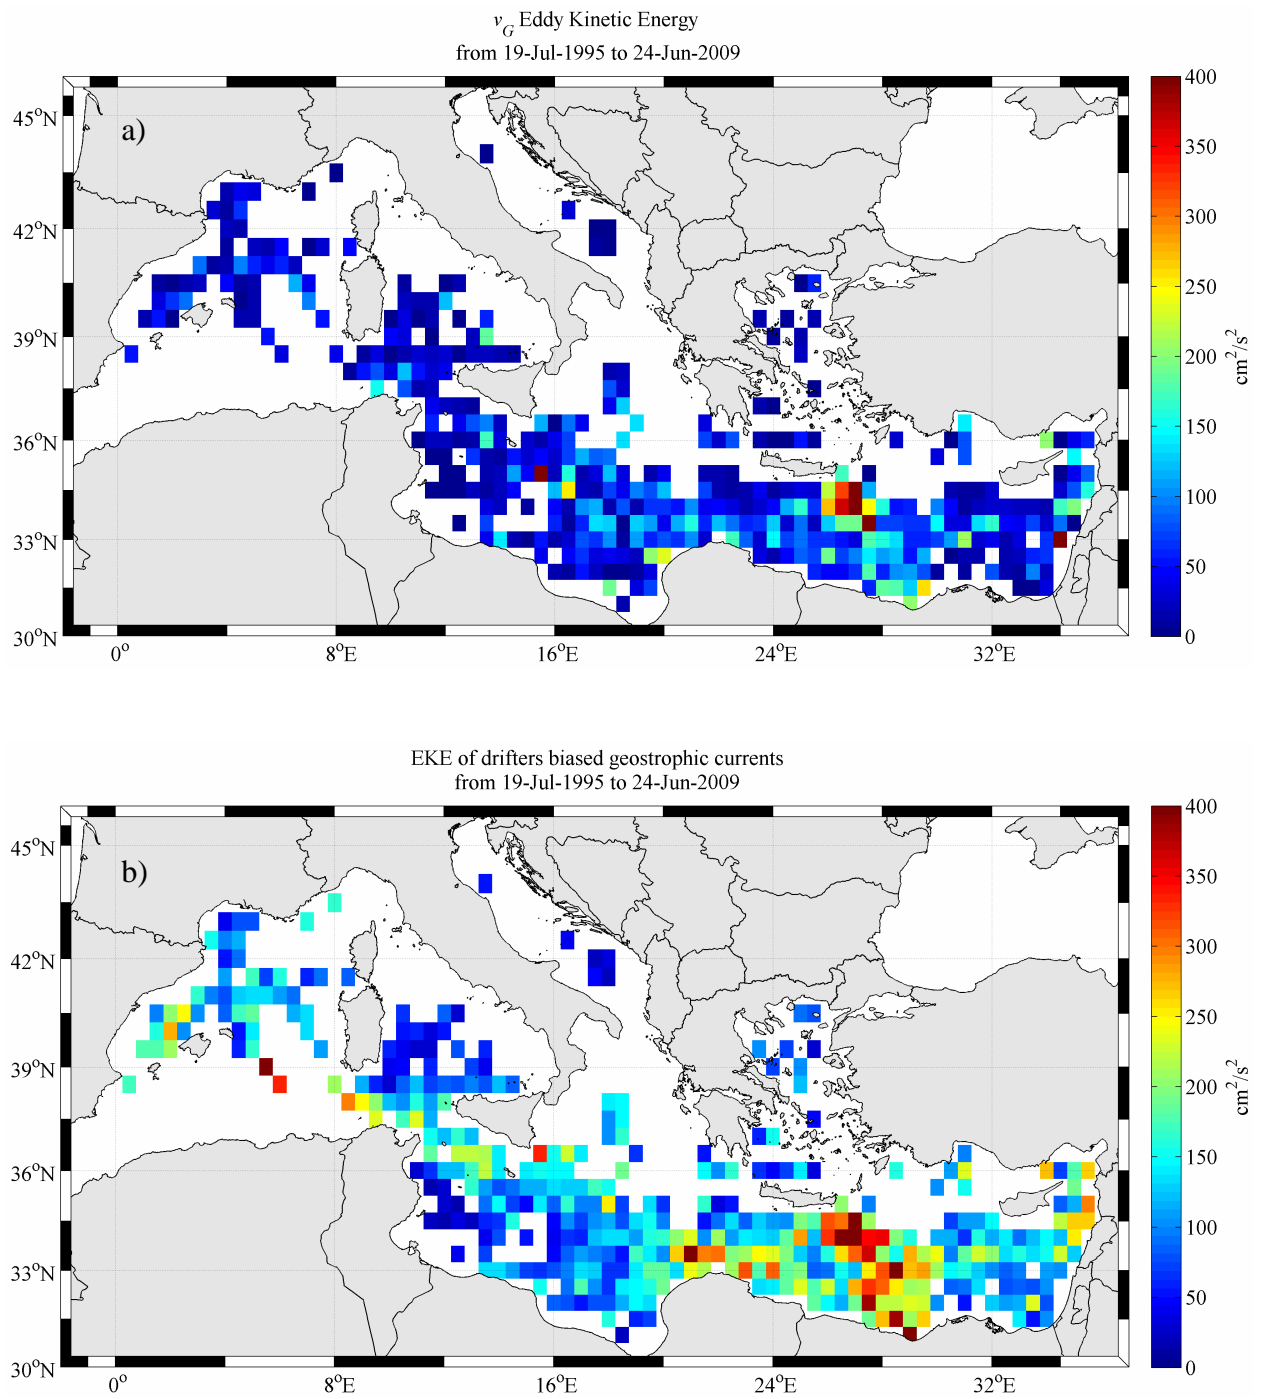 v_G Eddy Kinetic Energy
from 19-Jul-1995 to 24-Jun-2009
a)
45°N
42°N
39°N
36°N
33°N
30°N
0°
8°E
16°E
24°E
32°E
400
350
300
250
200
150
100
50
0
cm²/s²
EKE of drifters biased geostrophic currents
from 19-Jul-1995 to 24-Jun-2009
b)
45°N
42°N
39°N
36°N
33°N
30°N
0°
8°E
16°E
24°E
32°E
400
350
300
250
200
150
100
50
0
cm²/s²